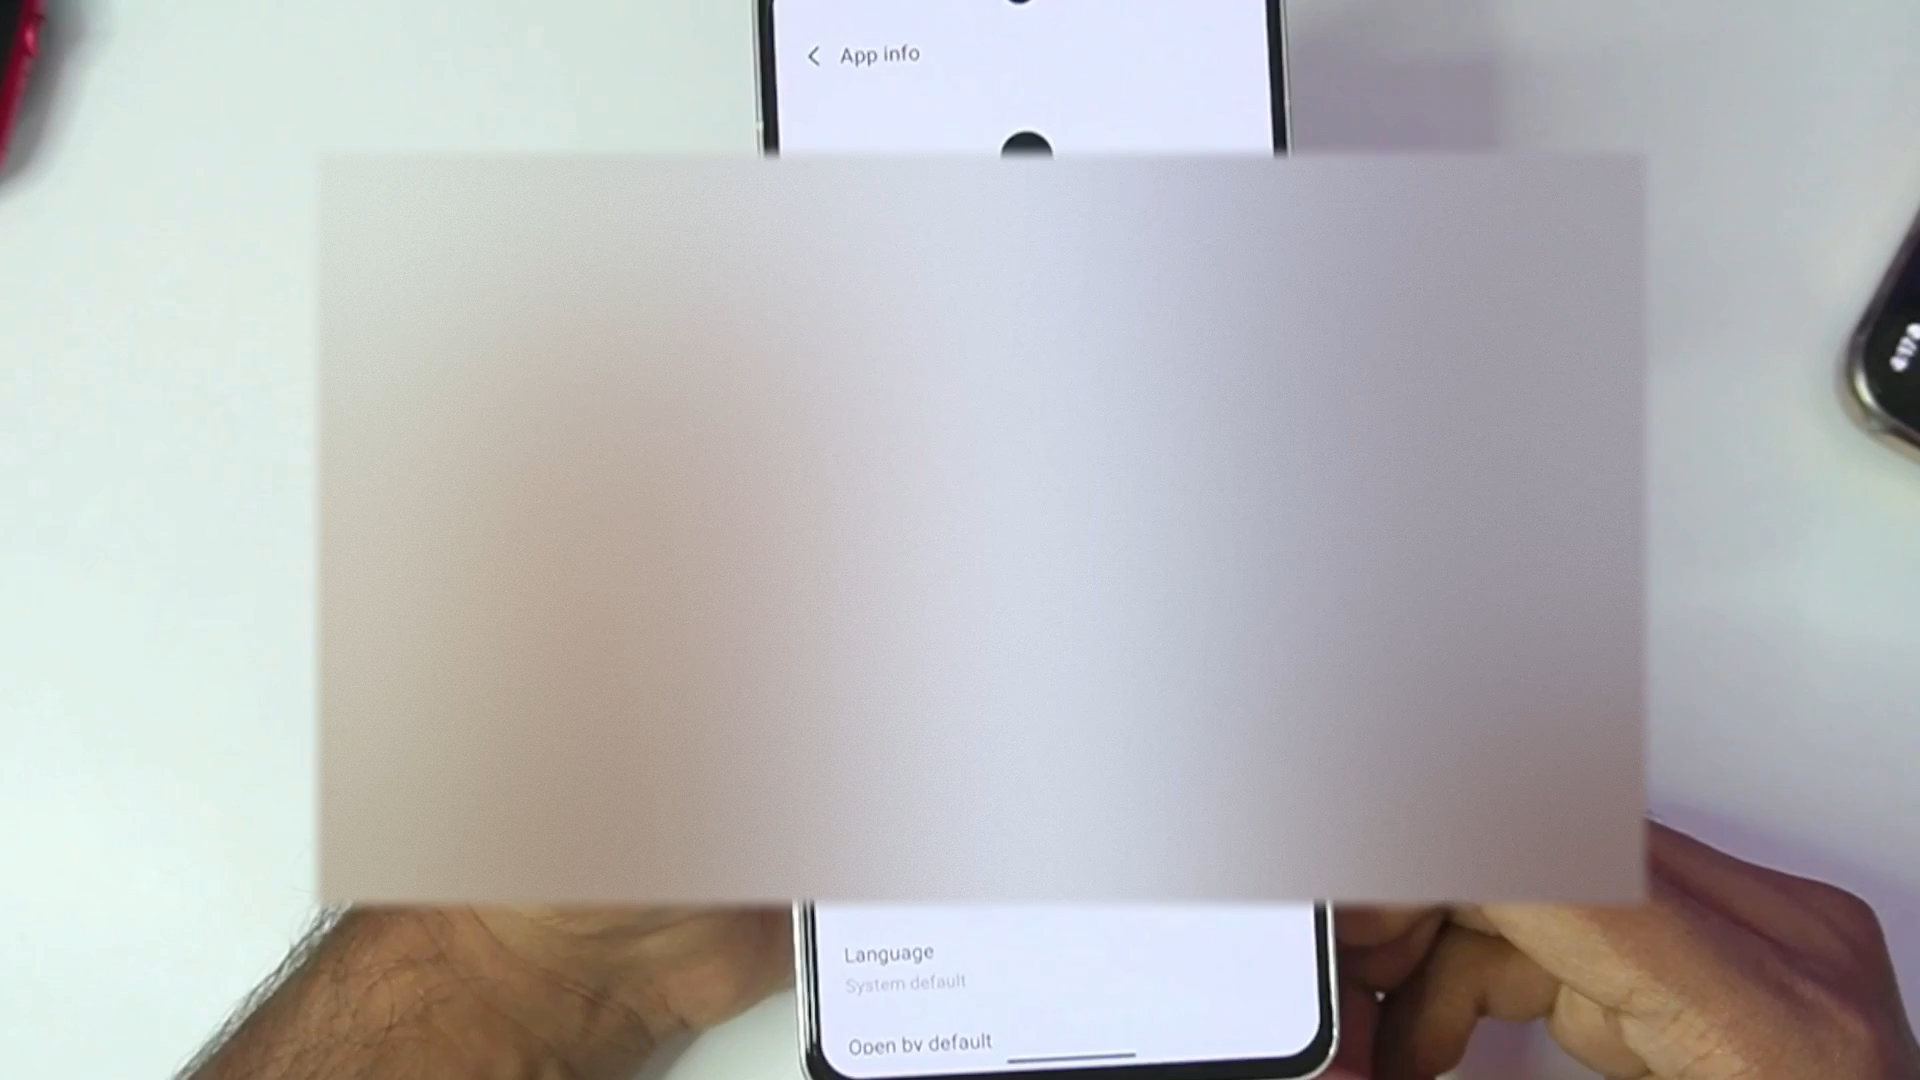 App info
Language
System default
Open by default